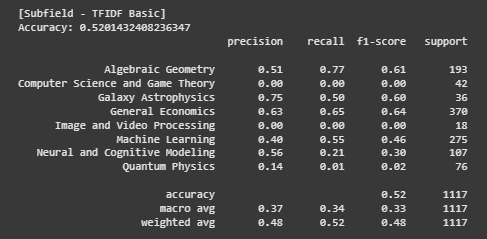 [Subfield - TFIDF Basic]
Accuracy: 0.5201432408236347
precision recall f1-score support
Algebraic Geometry 0.51 0.77 0.61 193
Computer Science and Game Theory 0.00 0.00 0.00 42
Galaxy Astrophysics 0.75 0.50 0.60 36
General Economics 0.63 0.65 0.64 370
Image and Video Processing 0.00 0.00 0.00 18
Machine Learning 0.40 0.55 0.46 275
Neural and Cognitive Modeling 0.56 0.21 0.30 107
Quantum Physics 0.14 0.01 0.02 76
accuracy 0.52 1117
macro avg 0.37 0.34 0.33 1117
weighted avg 0.48 0.52 0.48 1117